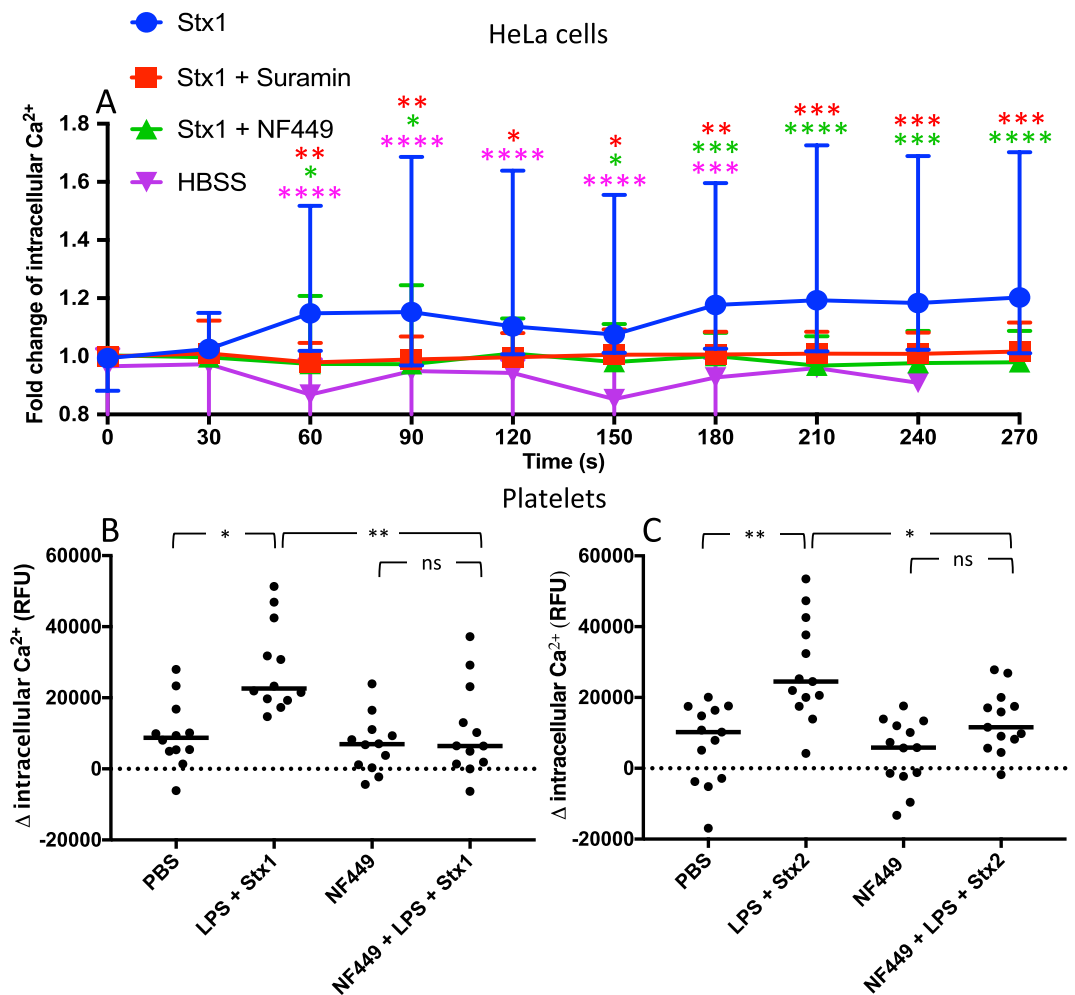 Stx1
HeLa cells
Stx1 + Suramin
A
Stx1 + NF449
HBSS
Fold change of intracellular Ca²⁺
1.8
1.6
1.4
1.2
1.0
0.8
** ** * * ** *** *** ***
* * * *** **** *** ****
**** **** **** **** ***
0 30 60 90 120 150 180 210 240 270
Time (s)
Platelets
B
* **
ns
Δ intracellular Ca²⁺ (RFU)
60000
40000
20000
0
-20000
PBS
LPS + Stx1
NF449
NF449 + LPS + Stx1
C
** *
ns
Δ intracellular Ca²⁺ (RFU)
60000
40000
20000
0
-20000
PBS
LPS + Stx2
NF449
NF449 + LPS + Stx2